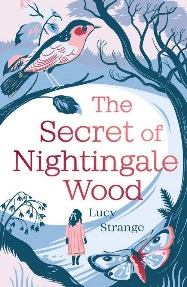 The
Secret of
Nightingale
Wood
Lucy
Strange